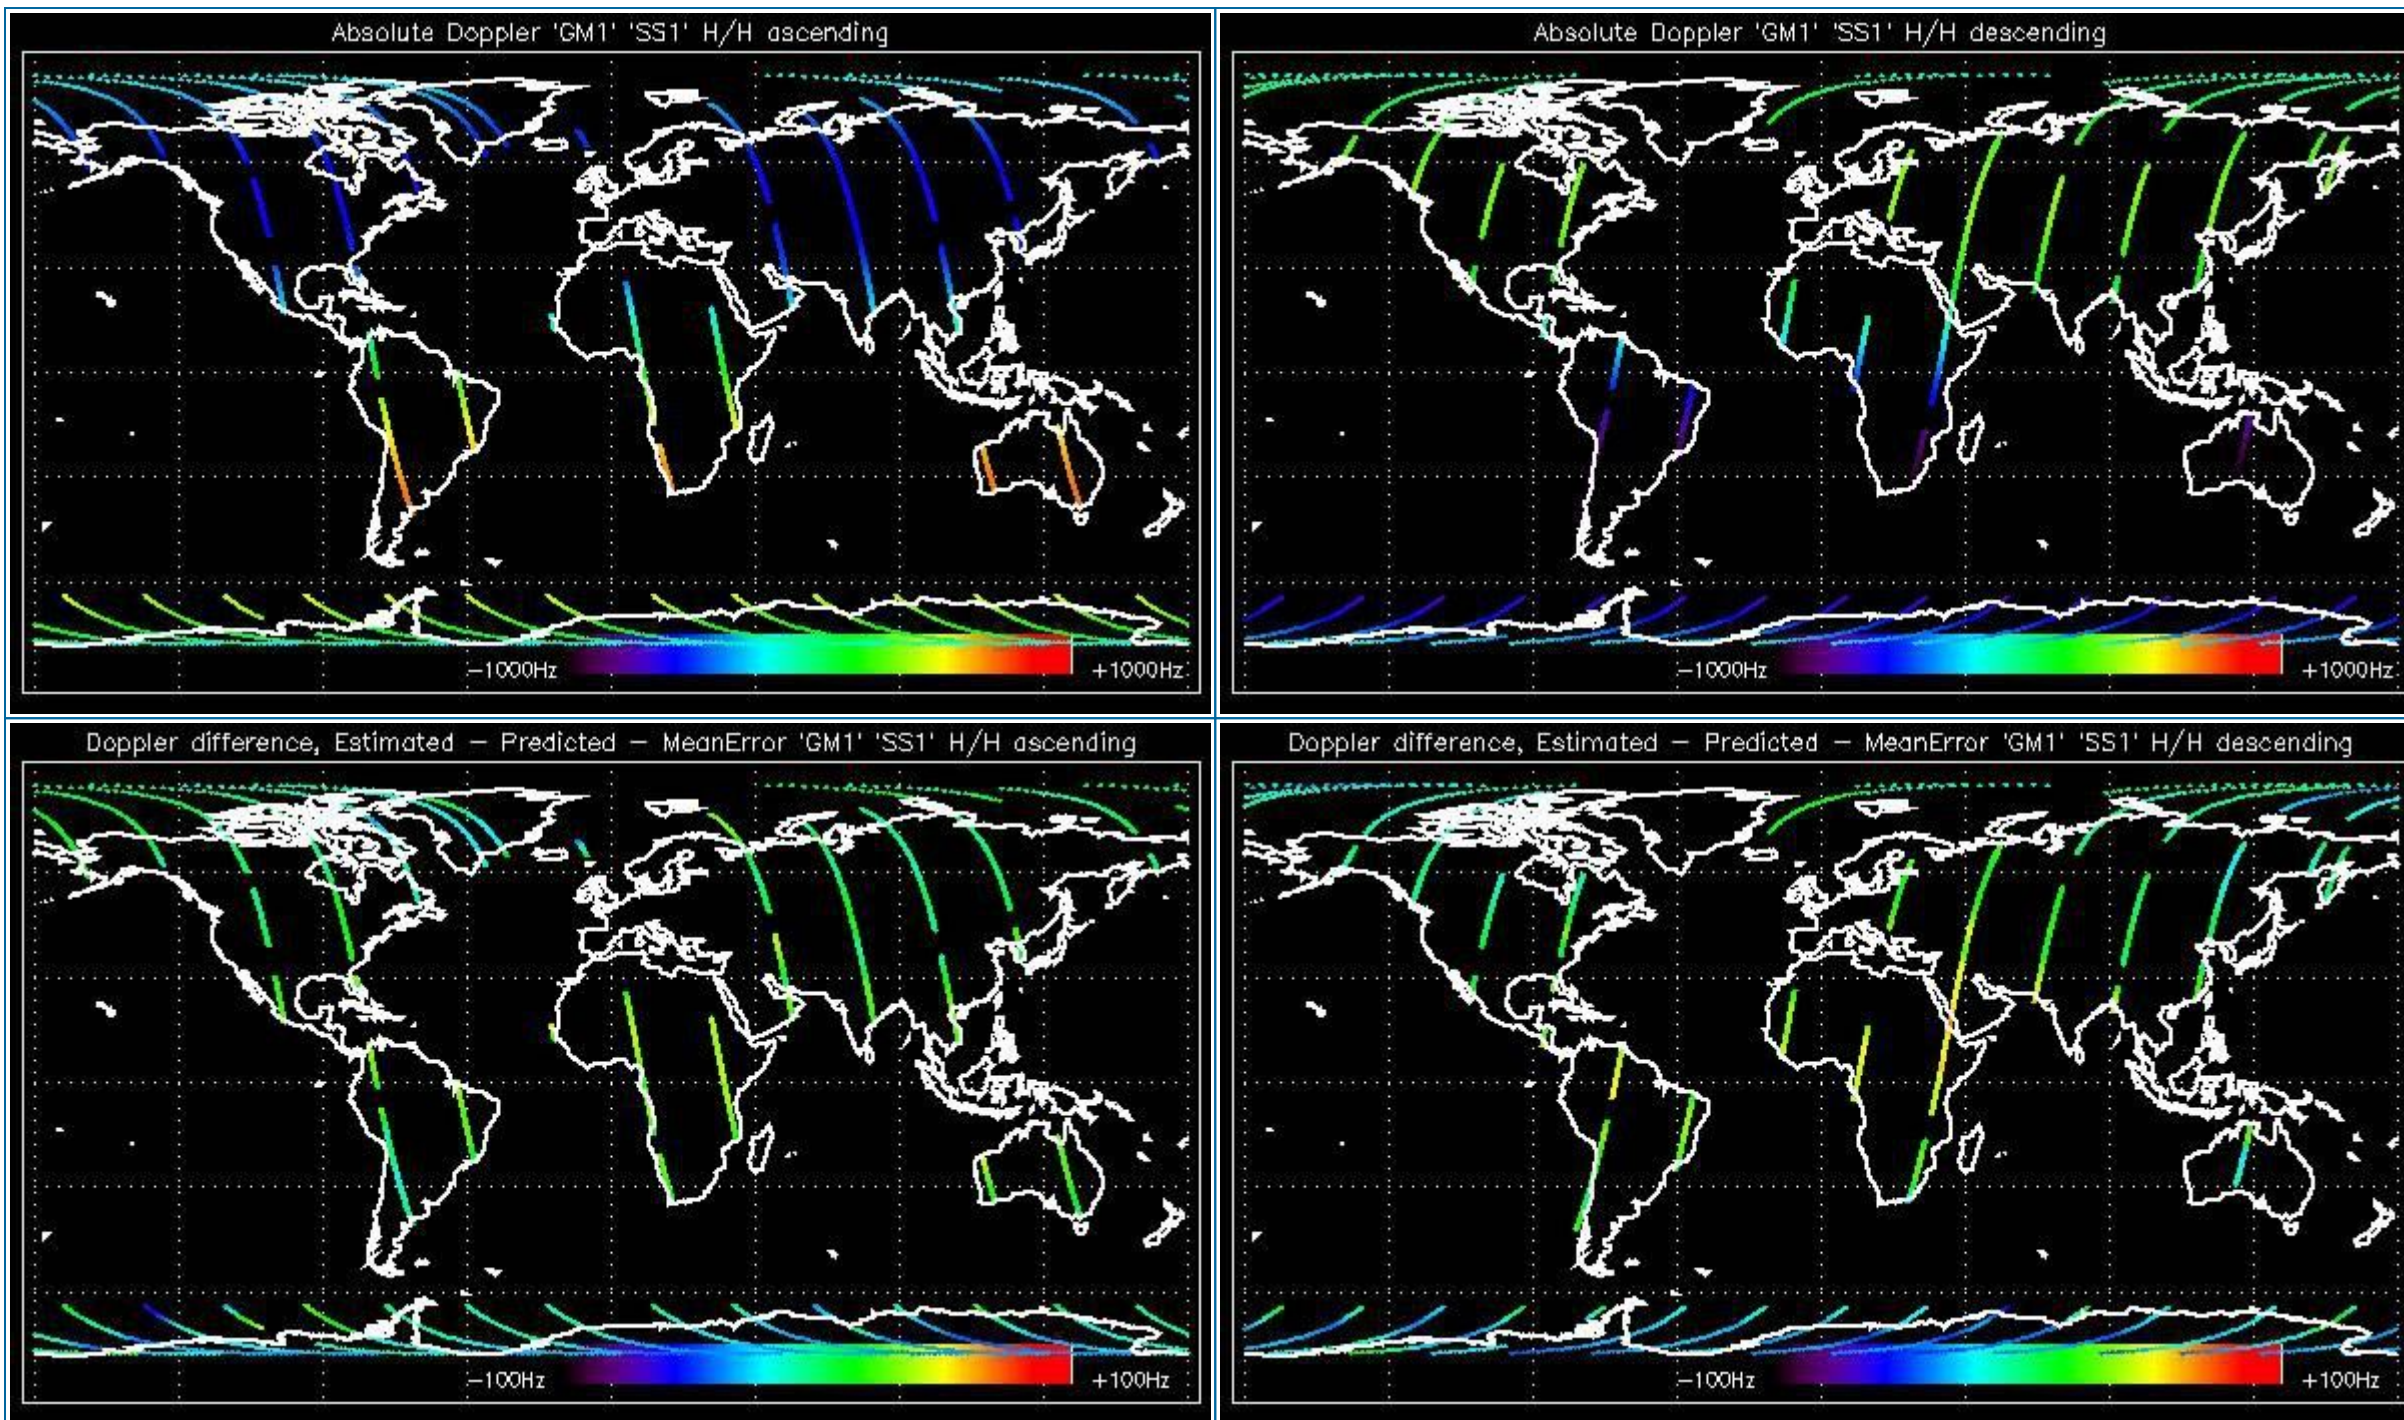 Absolute Doppler 'GM1' 'SS1' H/H ascending
-1000Hz
+1000Hz
Absolute Doppler 'GM1' 'SS1' H/H descending
-1000Hz
+1000Hz
Doppler difference, Estimated - Predicted - MeanError 'GM1' 'SS1' H/H ascending
-100Hz
+100Hz
Doppler difference, Estimated - Predicted - MeanError 'GM1' 'SS1' H/H descending
-100Hz
+100Hz